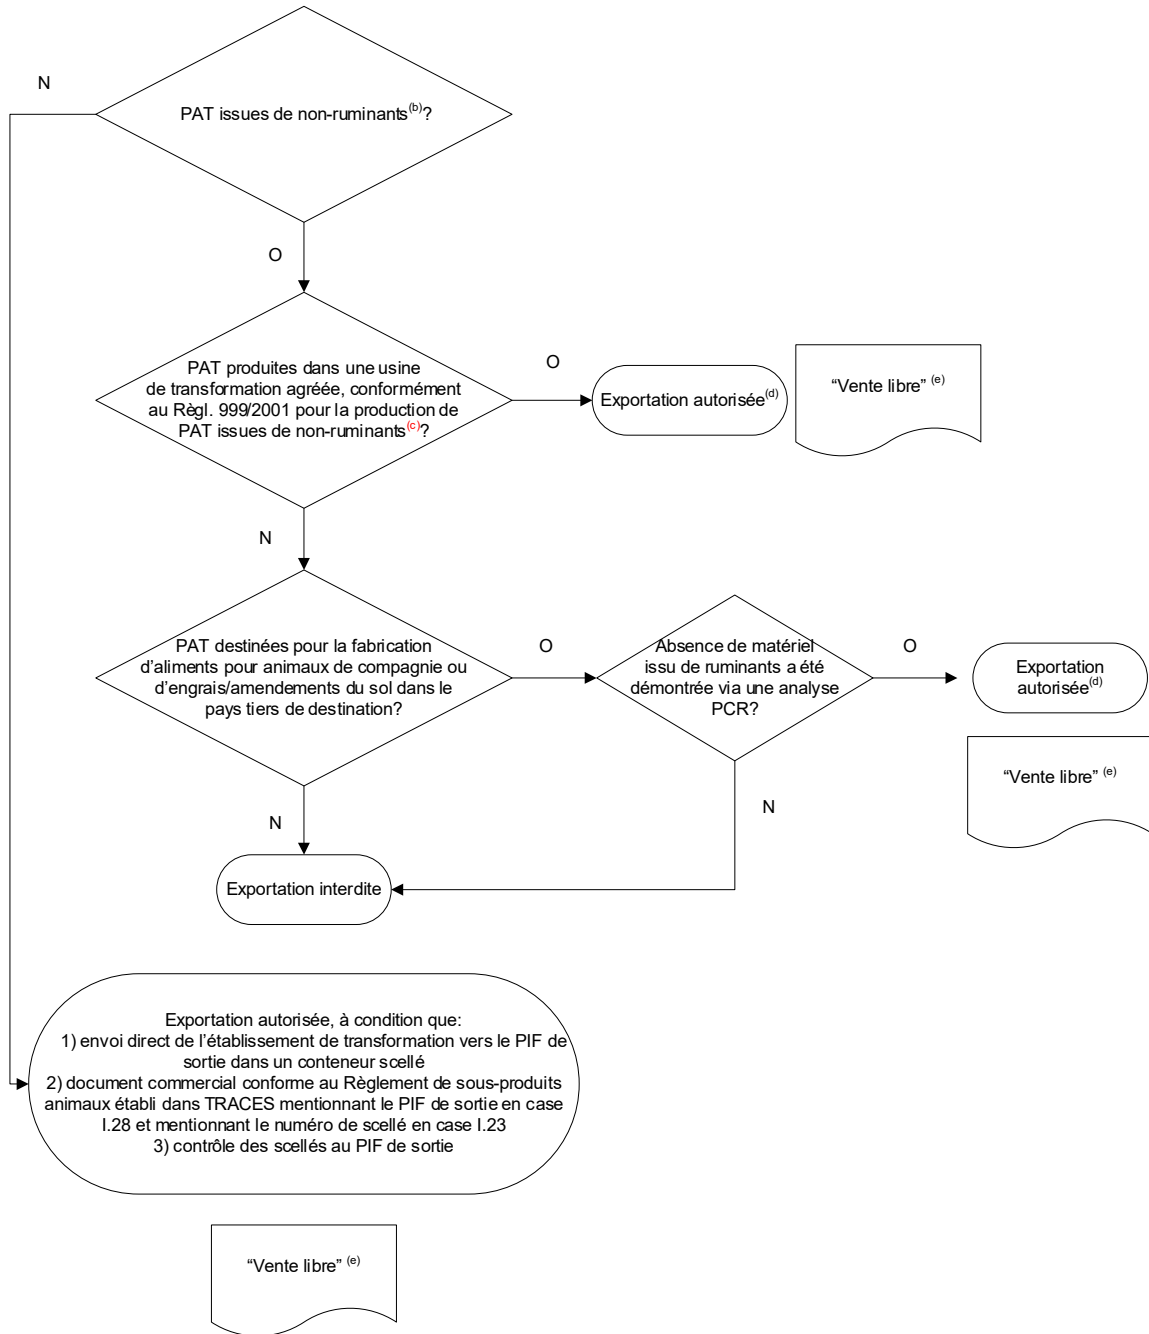 N
PAT issues de non-ruminants(b)?
O
PAT produites dans une usine
de transformation agréée, conformément
au Règl. 999/2001 pour la production de
PAT issues de non-ruminants(c)?
O
Exportation autorisée(d)
“Vente libre” (e)
N
PAT destinées pour la fabrication
d’aliments pour animaux de compagnie ou
d’engrais/amendements du sol dans le
pays tiers de destination?
O
Absence de matériel
issu de ruminants a été
démontrée via une analyse
PCR?
O
Exportation
autorisée(d)
“Vente libre” (e)
N
N
Exportation interdite
Exportation autorisée, à condition que:
1) envoi direct de l’établissement de transformation vers le PIF de
sortie dans un conteneur scellé
2) document commercial conforme au Règlement de sous-produits
animaux établi dans TRACES mentionnant le PIF de sortie en case
I.28 et mentionnant le numéro de scellé en case I.23
3) contrôle des scellés au PIF de sortie
“Vente libre” (e)